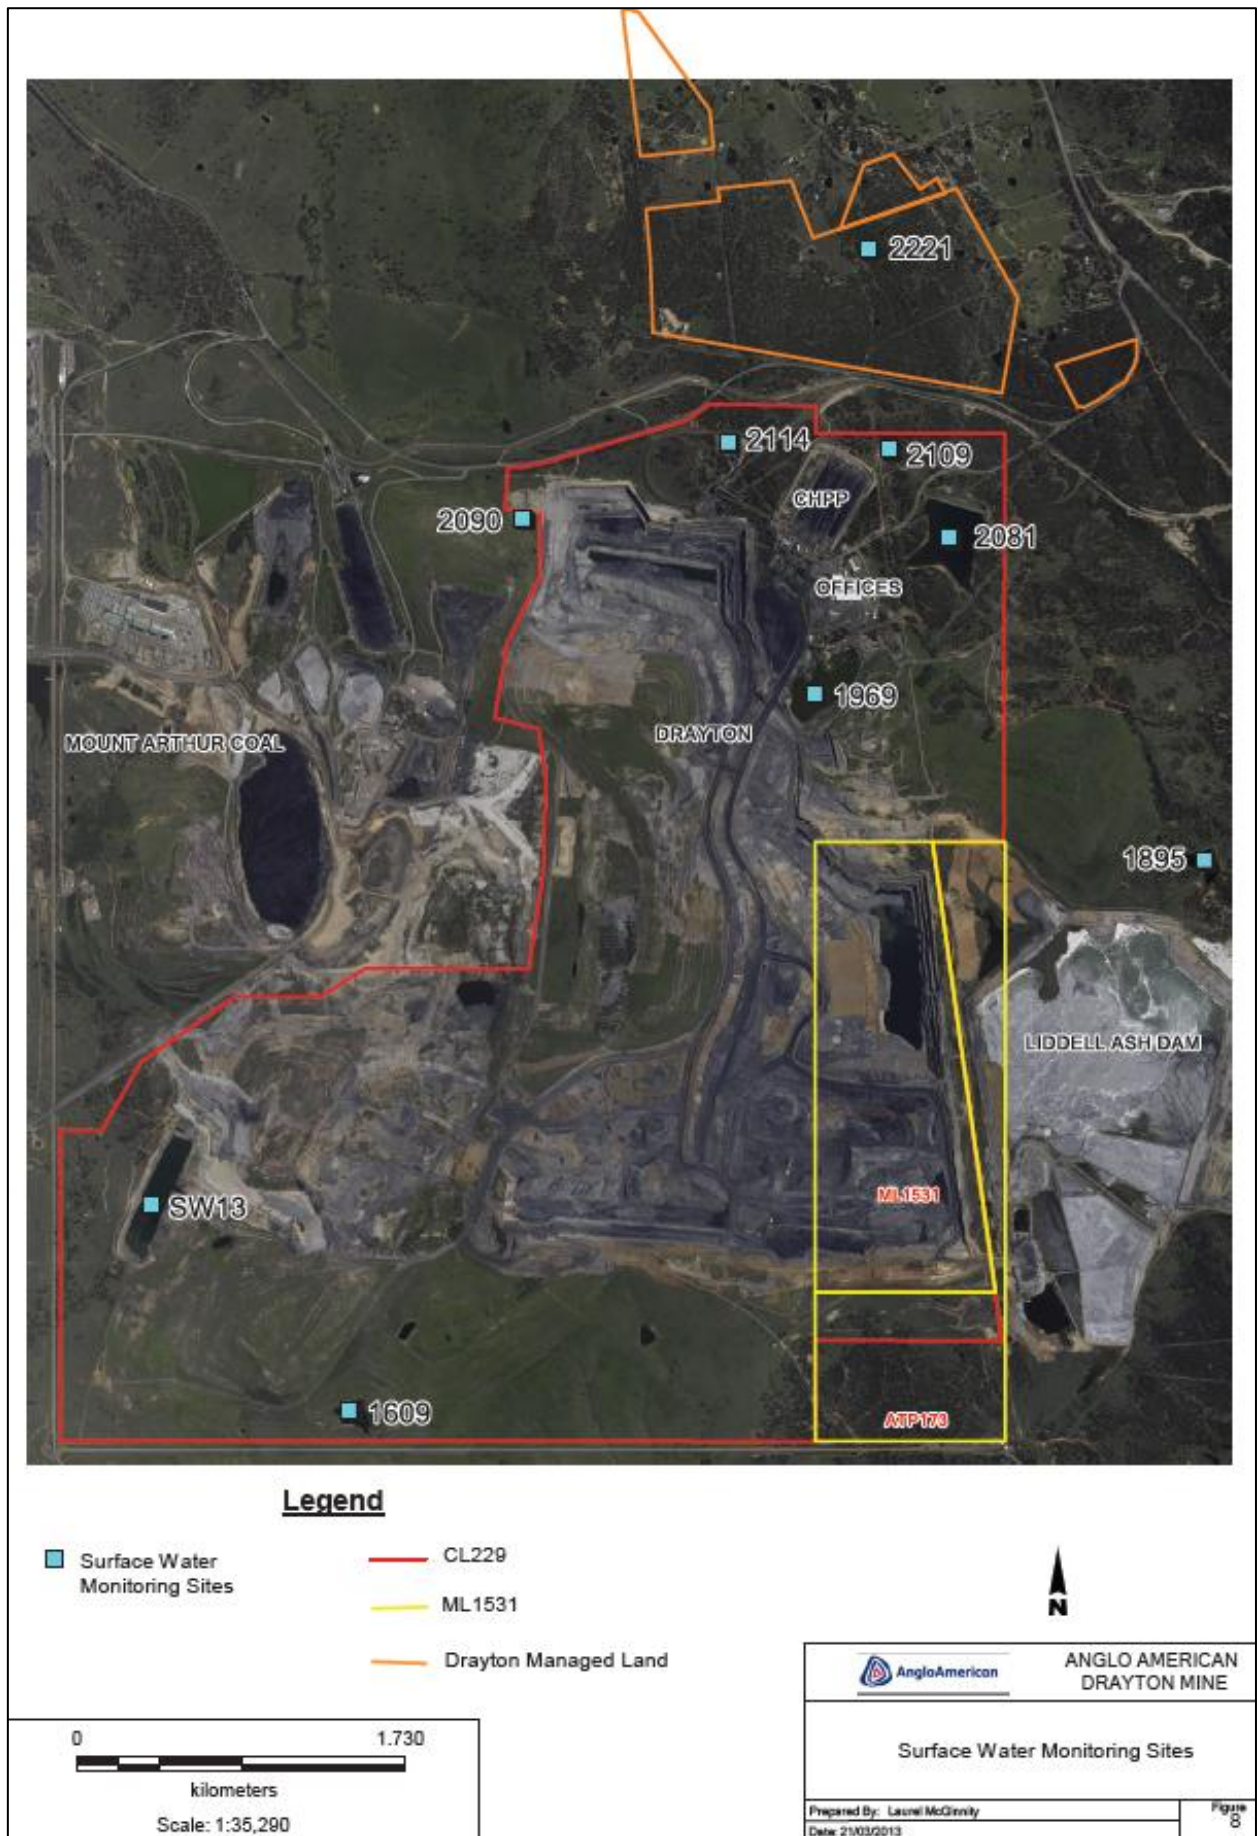 2221
2114
2109
CHPP
2090
2081
OFFICES
1969
DRAYTON
MOUNT ARTHUR COAL
1895
LIDDELL ASH DAM
ML1531
SW13
1609
ATP173
Legend
Surface Water
Monitoring Sites
CL229
ML1531
Drayton Managed Land
N
0 1.730
kilometers
Scale: 1:35,290
AngloAmerican
ANGLO AMERICAN
DRAYTON MINE
Surface Water Monitoring Sites
Prepared By: Laurel McGinnity
Figure
8
Date: 21/03/2013